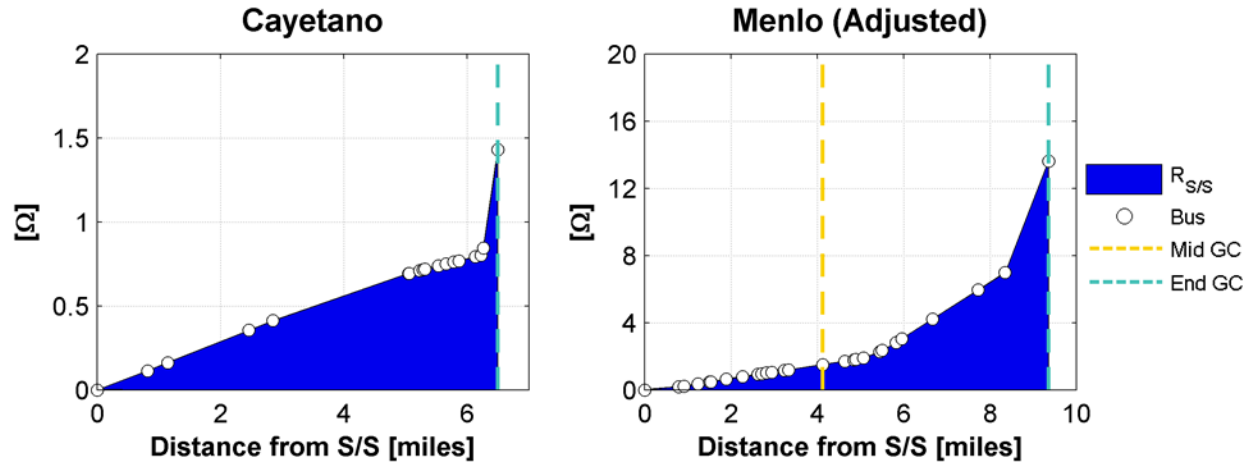 Cayetano
[Ω]
2
1.5
1
0.5
0
0 2 4 6
Distance from S/S [miles]
Menlo (Adjusted)
[Ω]
20
16
12
8
4
0
0 2 4 6 8 10
Distance from S/S [miles]
R_S/S
Bus
Mid GC
End GC